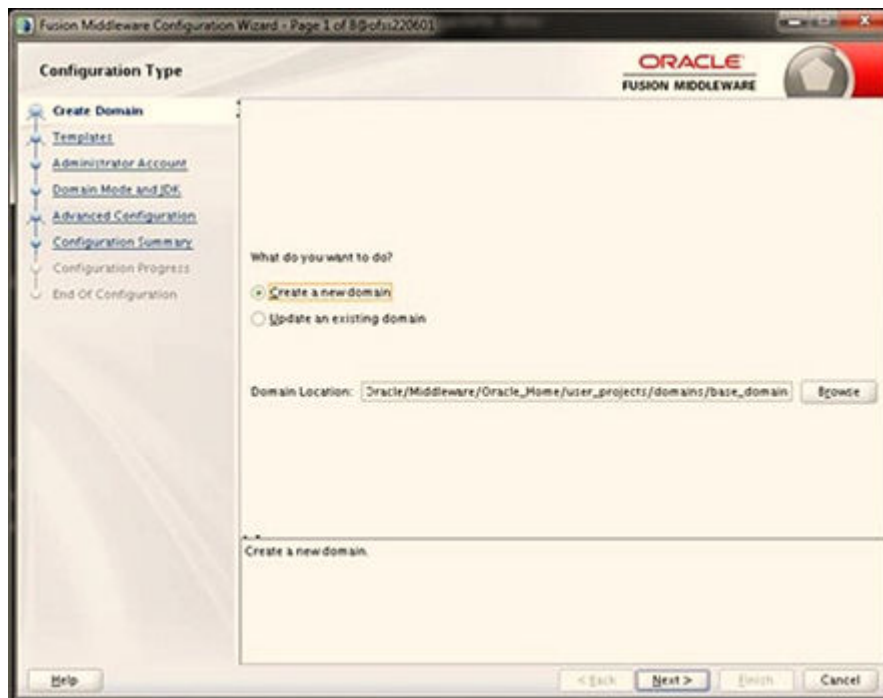 Fusion Middleware Configuration Wizard - Page 1 of 8@ofss220601
Configuration Type
ORACLE
FUSION MIDDLEWARE
Create Domain
Templates
Administrator Account
Domain Mode and JDK
Advanced Configuration
Configuration Summary
Configuration Progress
End Of Configuration
What do you want to do?
Create a new domain
Update an existing domain
Domain Location: Oracle/Middleware/Oracle_Home/user_projects/domains/base_domain Browse
Create a new domain.
Help < Back Next > Finish Cancel